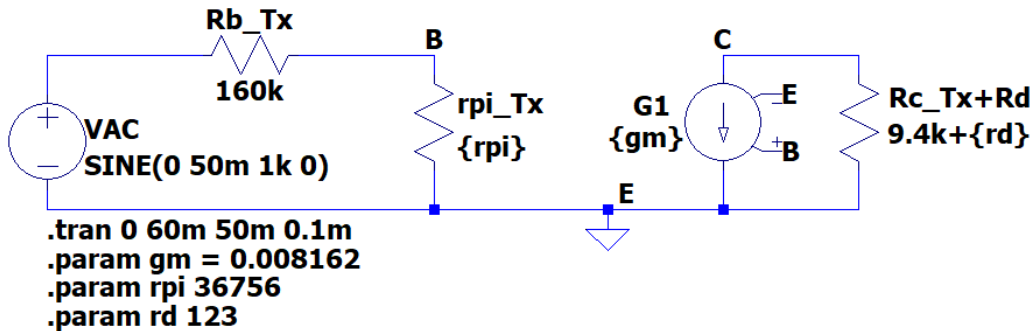 Rb_Tx
160k
B
C
VAC
SINE(0 50m 1k 0)
+
−
rpi_Tx
{rpi}
G1
{gm}
E
−
+
B
Rc_Tx+Rd
9.4k+{rd}
E
.tran 0 60m 50m 0.1m
.param gm = 0.008162
.param rpi 36756
.param rd 123